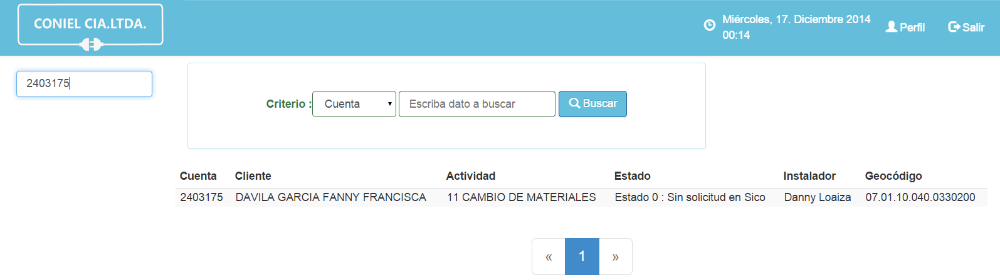 CONIEL CIA.LTDA.
Miércoles, 17. Diciembre 2014
00:14
Perfil
Salir
2403175
Criterio : Cuenta Escriba dato a buscar Buscar
Cuenta Cliente Actividad Estado Instalador Geocódigo
2403175 DAVILA GARCIA FANNY FRANCISCA 11 CAMBIO DE MATERIALES Estado 0 : Sin solicitud en Sico Danny Loaiza 07.01.10.040.0330200
« 1 »